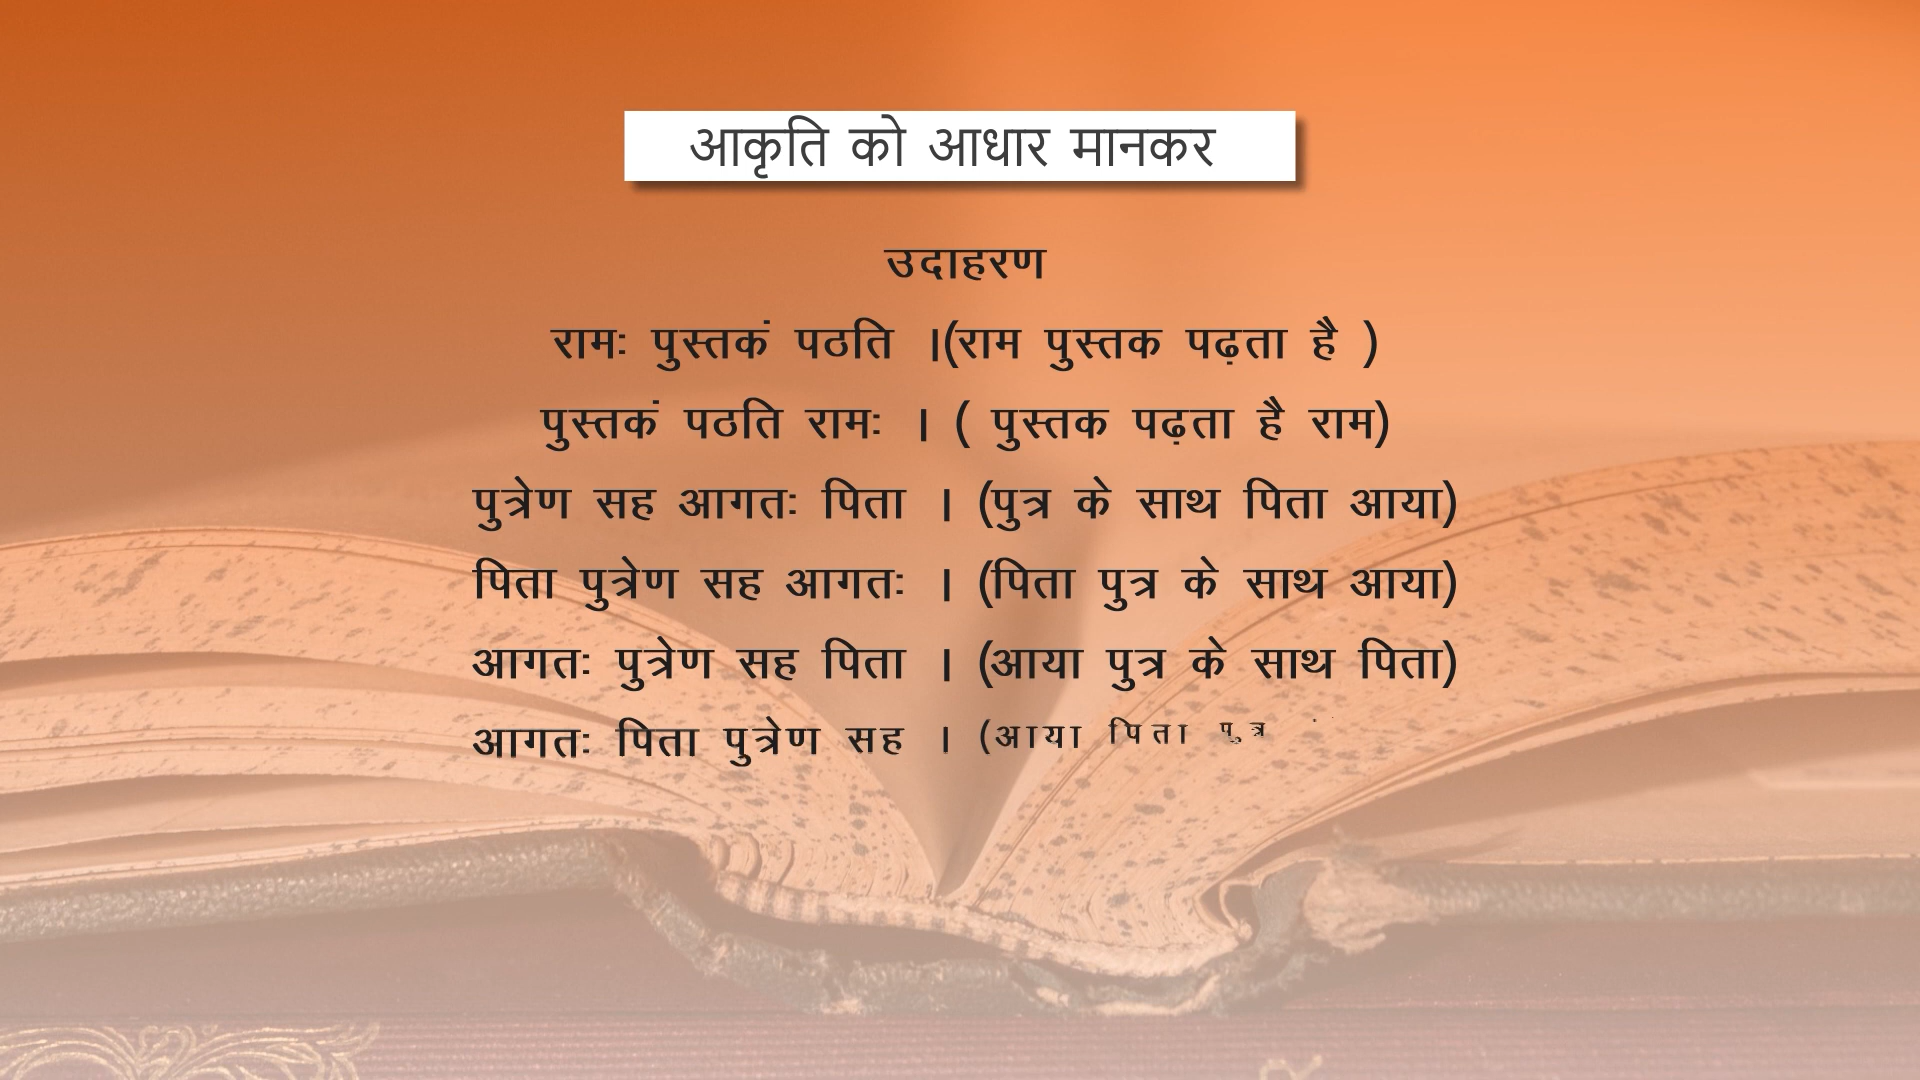 आकृति को आधार मानकर
उदाहरण
रामः पुस्तकं पठति ।(राम पुस्तक पढ़ता है )
पुस्तकं पठति रामः । ( पुस्तक पढ़ता है राम)
पुत्रेण सह आगतः पिता । (पुत्र के साथ पिता आया)
पिता पुत्रेण सह आगतः । (पिता पुत्र के साथ आया)
आगतः पुत्रेण सह पिता । (आया पुत्र के साथ पिता)
आगतः पिता पुत्रेण सह । (आया पिता पुत्र